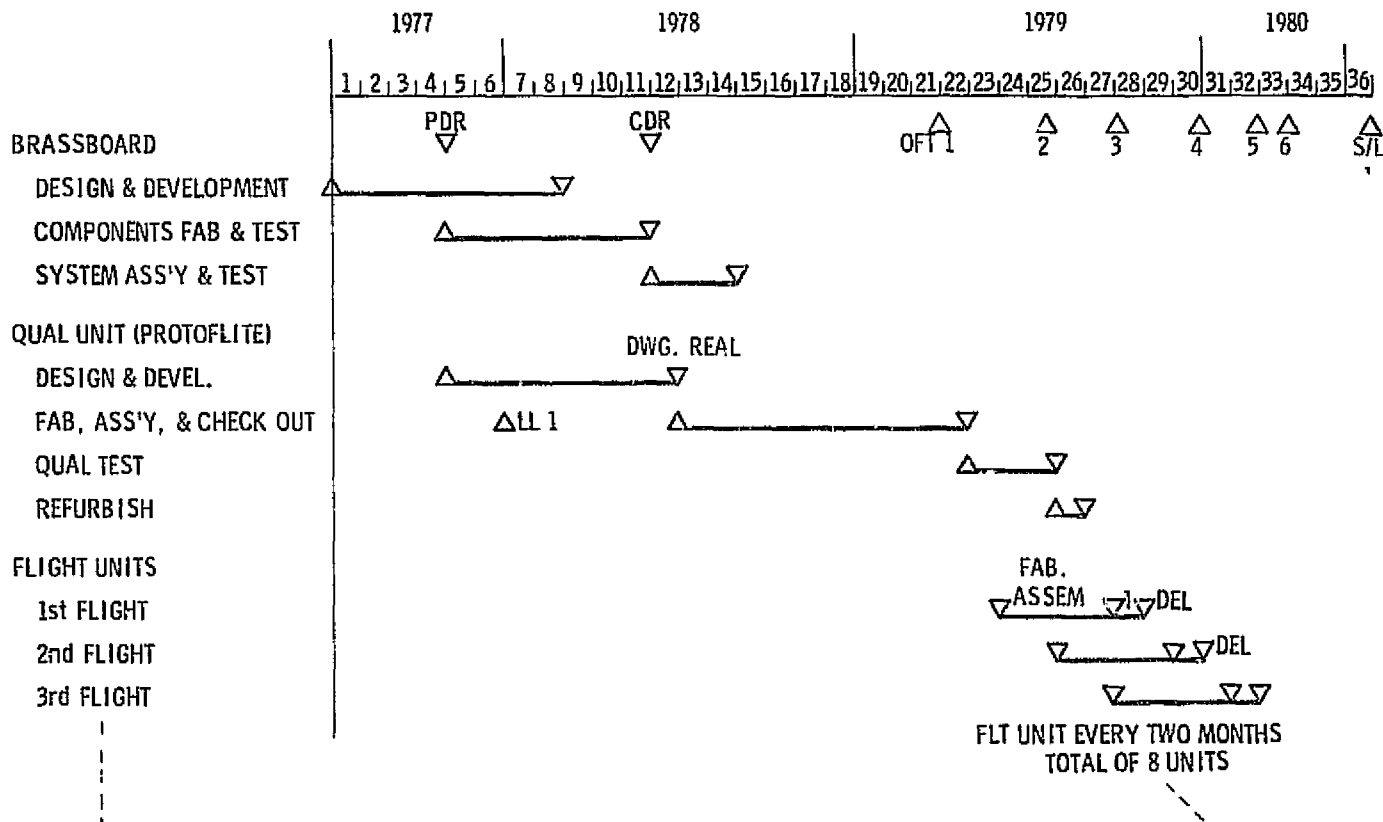 1977 1978 1979 1980
1 2 3 4 5 6 7 8 9 10 11 12 13 14 15 16 17 18 19 20 21 22 23 24 25 26 27 28 29 30 31 32 33 34 35 36
PDR CDR
BRASSBOARD OFT 1 2 3 4 5 6 S/L
DESIGN & DEVELOPMENT
COMPONENTS FAB & TEST
SYSTEM ASS'Y & TEST
QUAL UNIT (PROTOFLITE)
DWG. REAL
DESIGN & DEVEL.
FAB, ASS'Y, & CHECK OUT LL 1
QUAL TEST
REFURBISH
FLIGHT UNITS
FAB.
1st FLIGHT ASSEM DEL
2nd FLIGHT DEL
3rd FLIGHT
FLT UNIT EVERY TWO MONTHS
TOTAL OF 8 UNITS